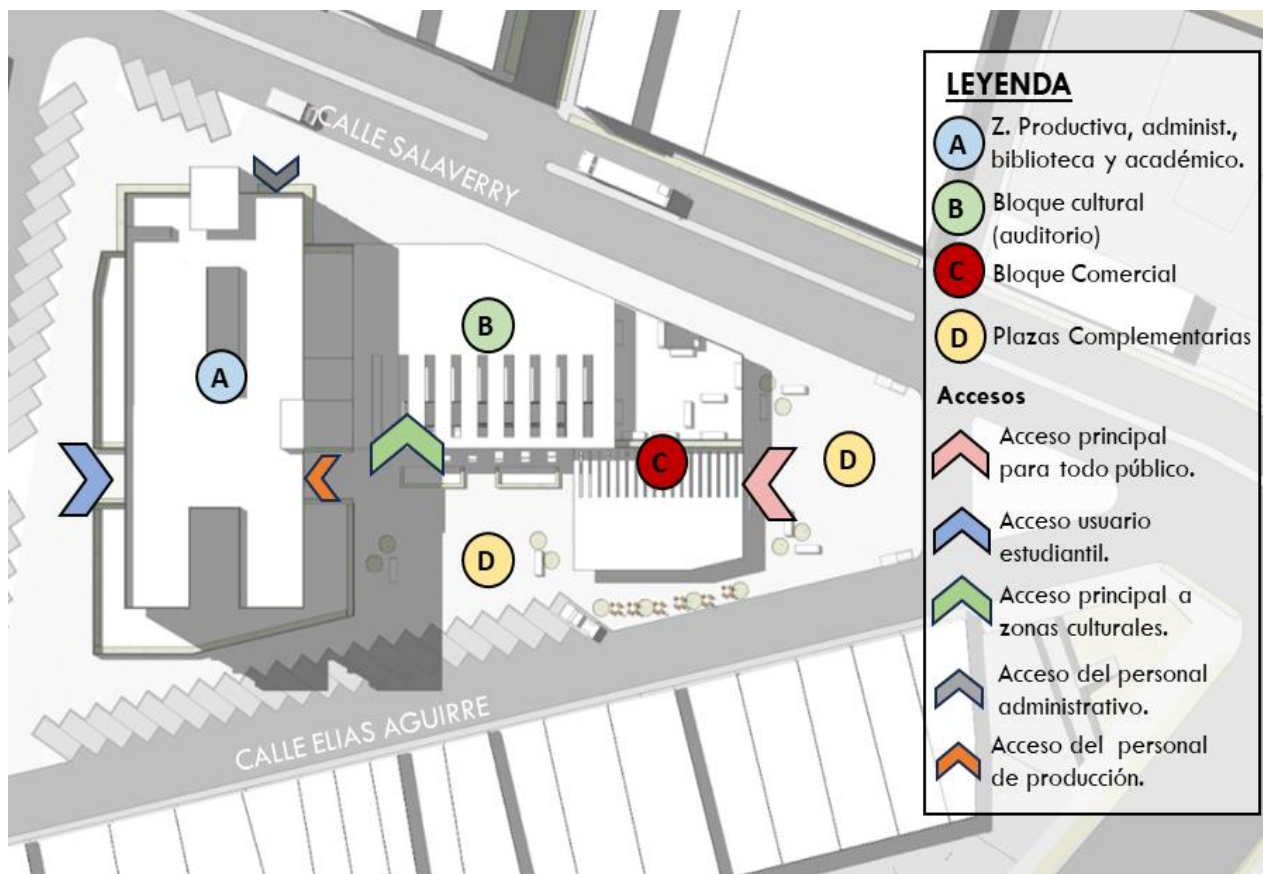 CALLE SALAVERRY
A
B
C
D
D
CALLE ELIAS AGUIRRE
LEYENDA
A Z. Productiva, administ.,
biblioteca y académico.
B Bloque cultural
(auditorio)
C Bloque Comercial
D Plazas Complementarias
Accesos
Acceso principal
para todo público.
Acceso usuario
estudiantil.
Acceso principal a
zonas culturales.
Acceso del personal
administrativo.
Acceso del personal
de producción.